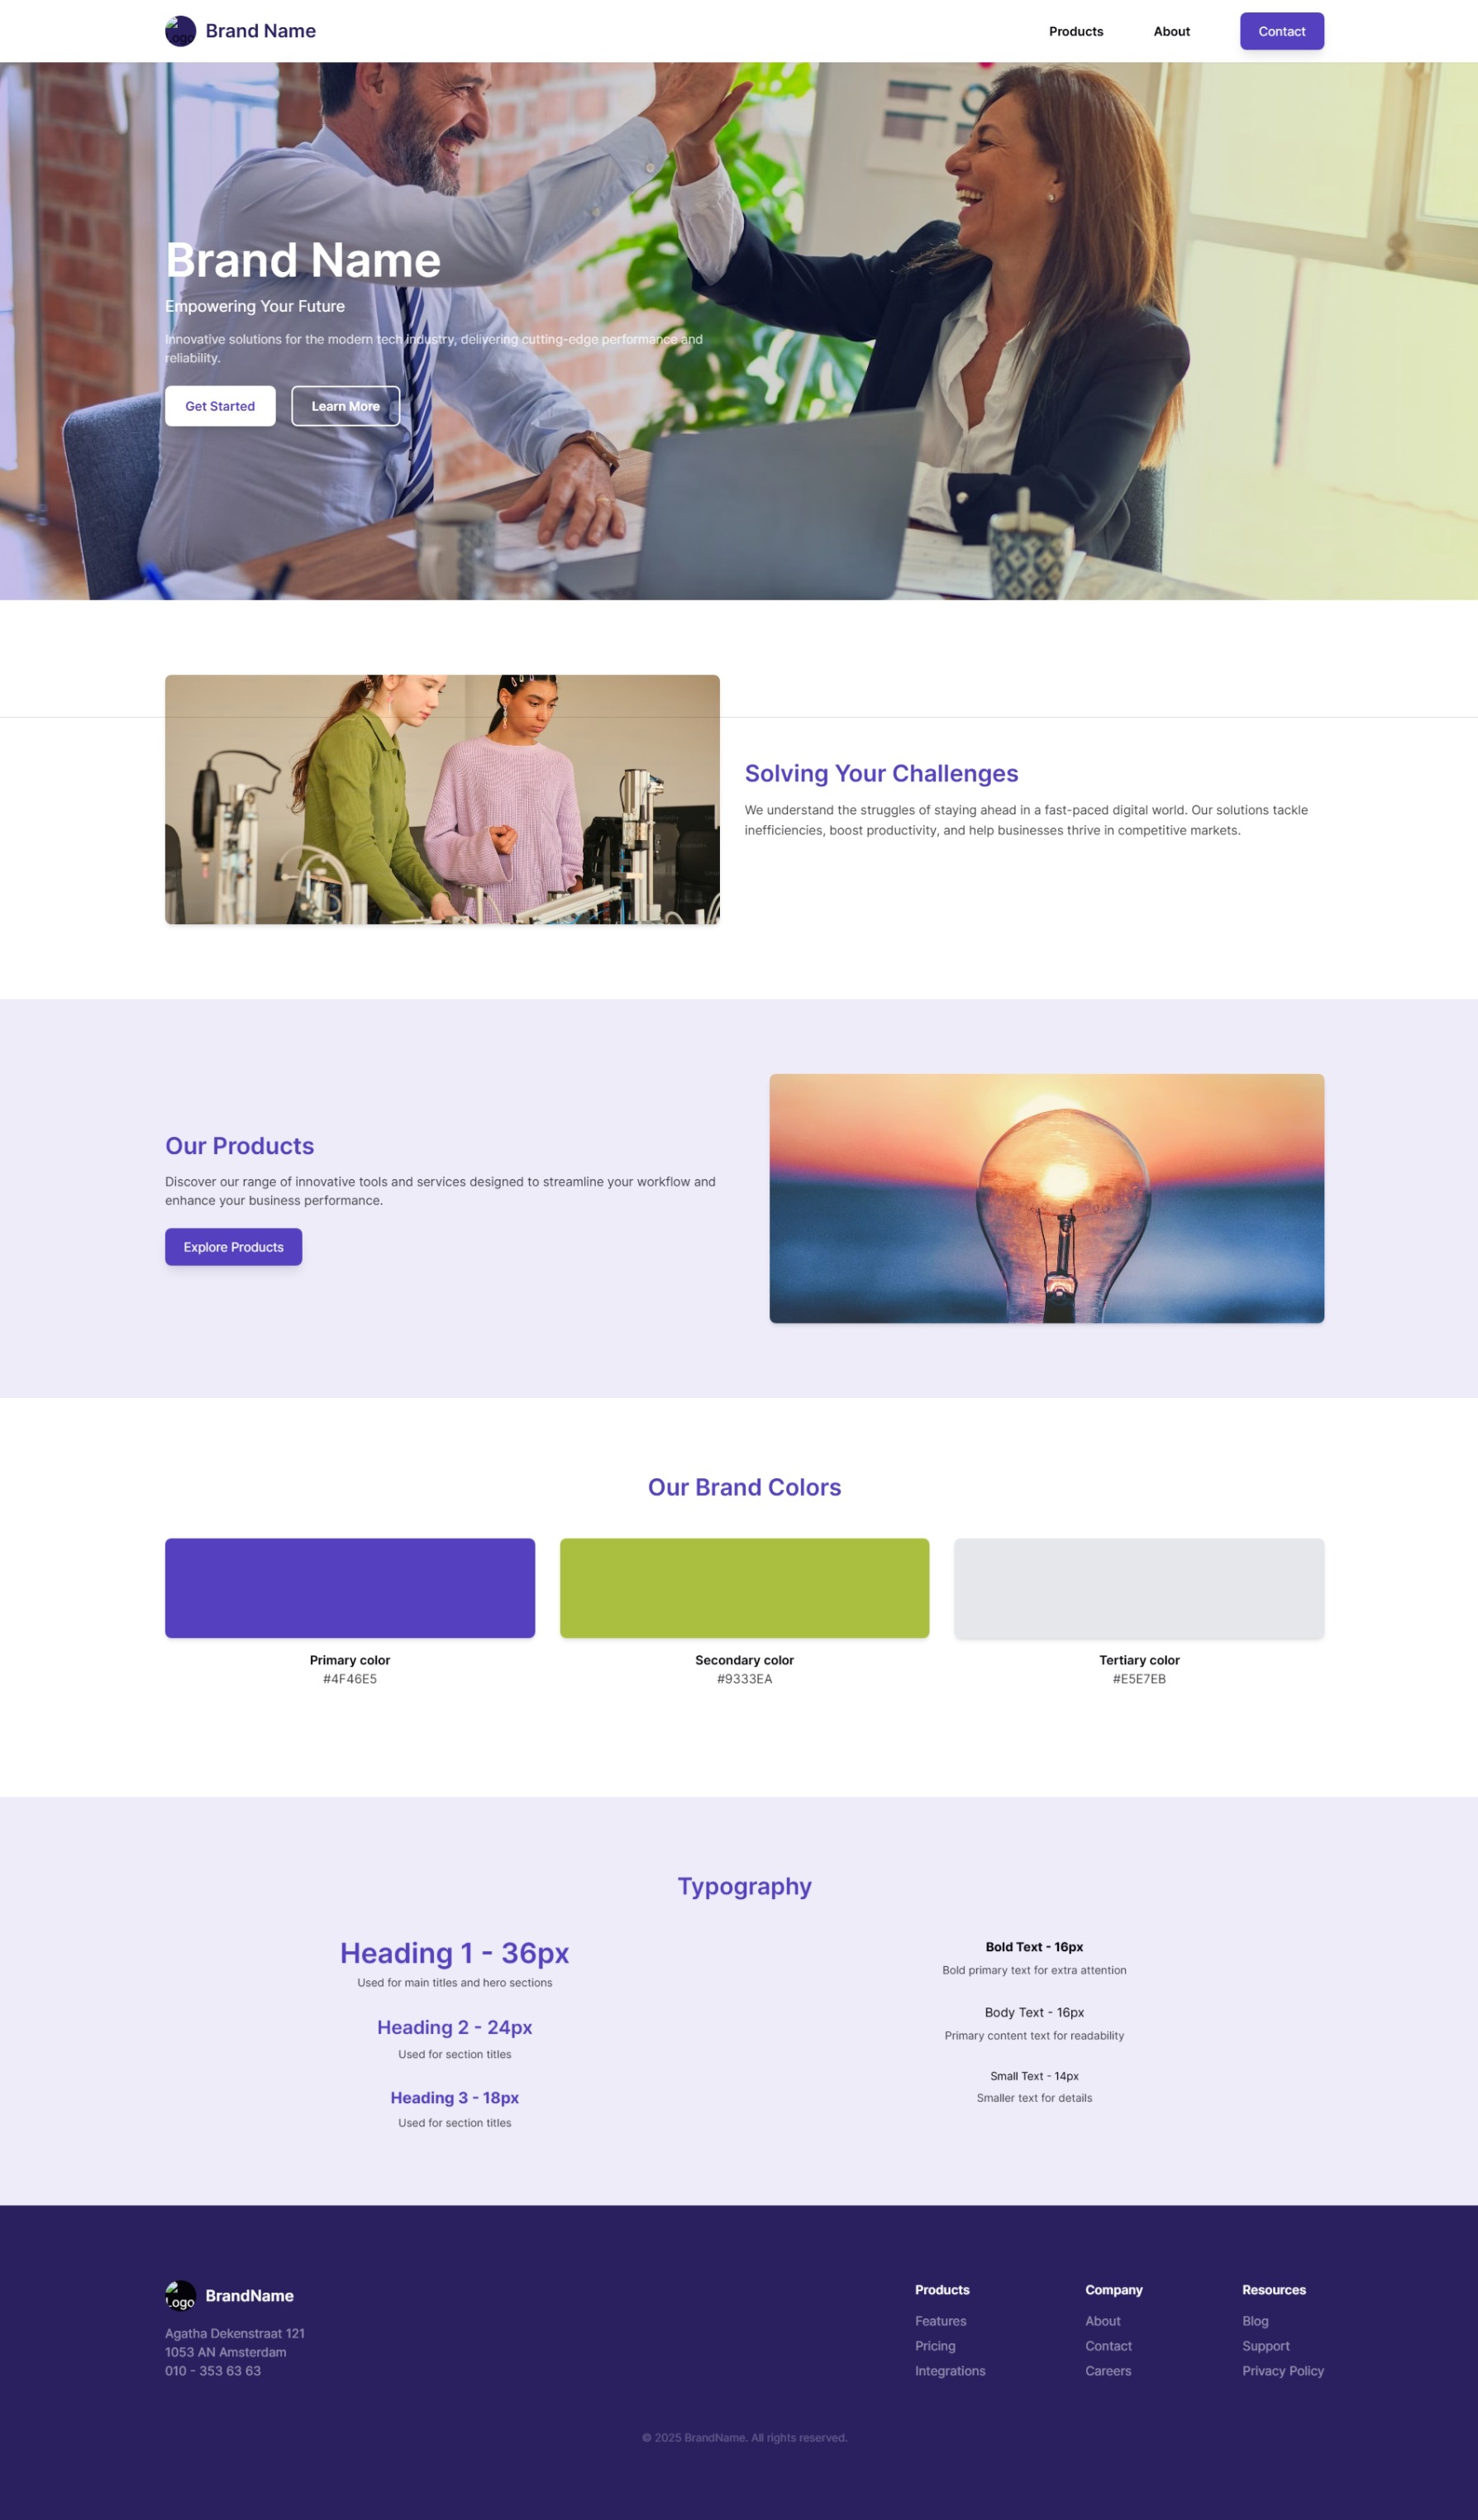 Logo
Brand Name
Products
About
Contact
Brand Name
Empowering Your Future
Innovative solutions for the modern tech industry, delivering cutting-edge performance and
reliability.
Get Started
Learn More
Solving Your Challenges
We understand the struggles of staying ahead in a fast-paced digital world. Our solutions tackle
inefficiencies, boost productivity, and help businesses thrive in competitive markets.
Our Products
Discover our range of innovative tools and services designed to streamline your workflow and
enhance your business performance.
Explore Products
Our Brand Colors
Primary color
#4F46E5
Secondary color
#9333EA
Tertiary color
#E5E7EB
Typography
Heading 1 - 36px
Used for main titles and hero sections
Heading 2 - 24px
Used for section titles
Heading 3 - 18px
Used for section titles
Bold Text - 16px
Bold primary text for extra attention
Body Text - 16px
Primary content text for readability
Small Text - 14px
Smaller text for details
Logo
BrandName
Agatha Dekenstraat 121
1053 AN Amsterdam
010 - 353 63 63
Products
Features
Pricing
Integrations
Company
About
Contact
Careers
Resources
Blog
Support
Privacy Policy
© 2025 BrandName. All rights reserved.